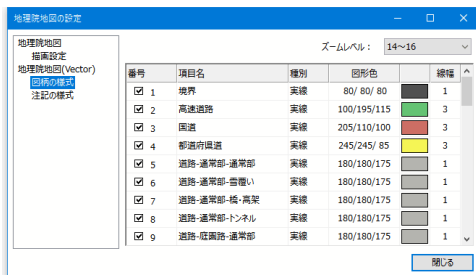 地理院地図の設定
地理院地図
描画設定
地理院地図(Vector)
図柄の様式
注記の様式
ズームレベル： 14～16
番号 項目名 種別 図形色 線幅
1 境界 実線 80/ 80/ 80 1
2 高速道路 実線 100/195/115 3
3 国道 実線 205/110/100 3
4 都道府県道 実線 245/245/ 85 3
5 道路-通常部-通常部 実線 180/180/175 1
6 道路-通常部-雪覆い 実線 180/180/175 1
7 道路-通常部-橋・高架 実線 180/180/175 1
8 道路-通常部-トンネル 実線 180/180/175 1
9 道路-庭園路-通常部 実線 180/180/175 1
閉じる